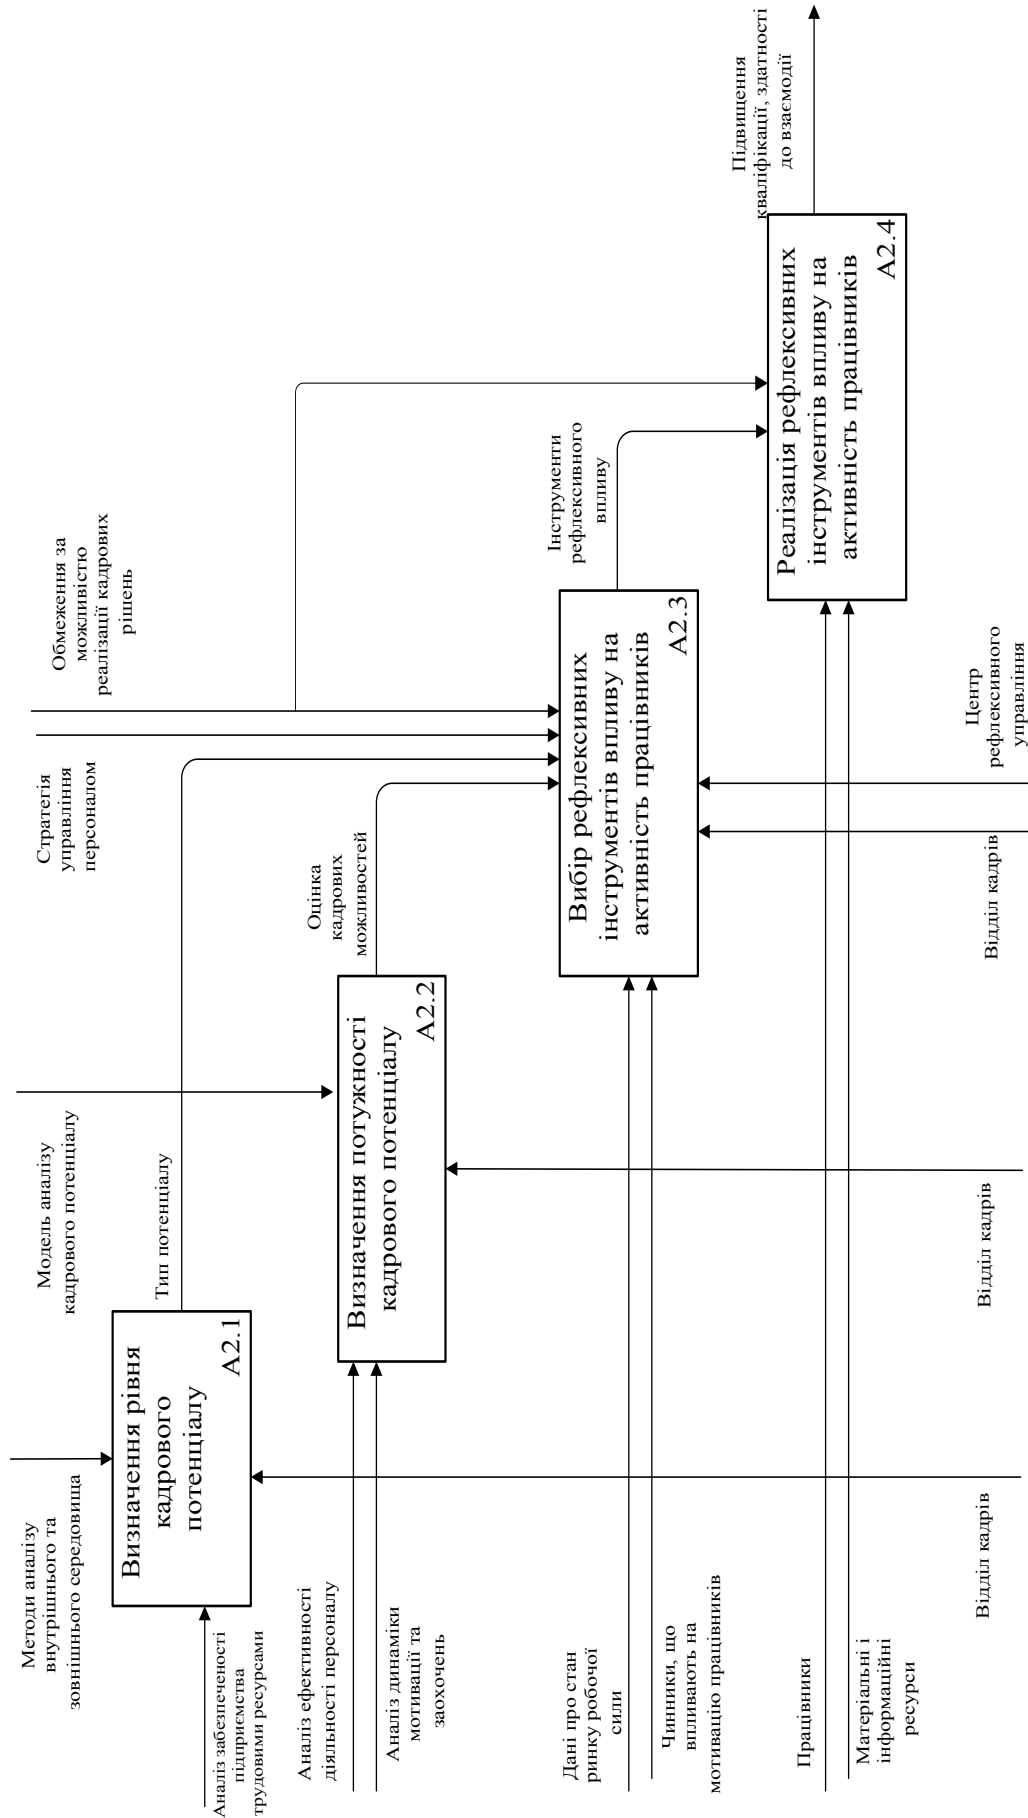 Методи аналізу
внутрішнього та
зовнішнього середовища
Модель аналізу
кадрового потенціалу
Стратегія
управління
персоналом
Обмеження за
можливістю
реалізації кадрових
рішень
Аналіз забезпеченості
підприємства
трудовими ресурсами
Визначення рівня
кадрового
потенціалу
А2.1
Тип потенціалу
Аналіз ефективності
діяльності персоналу
Аналіз динаміки
мотивації та
заохочень
Визначення потужності
кадрового потенціалу
А2.2
Оцінка
кадрових
можливостей
Дані про стан
ринку робочої
сили
Чинники, що
впливають на
мотивацію працівників
Вибір рефлексивних
інструментів впливу на
активність працівників
А2.3
Інструменти
рефлексивного
впливу
Працівники
Матеріальні і
інформаційні
ресурси
Реалізація рефлексивних
інструментів впливу на
активність працівників
А2.4
Підвищення
кваліфікації, здатності
до взаємодії
Відділ кадрів
Відділ кадрів
Відділ кадрів
Центр
рефлексивного
управління